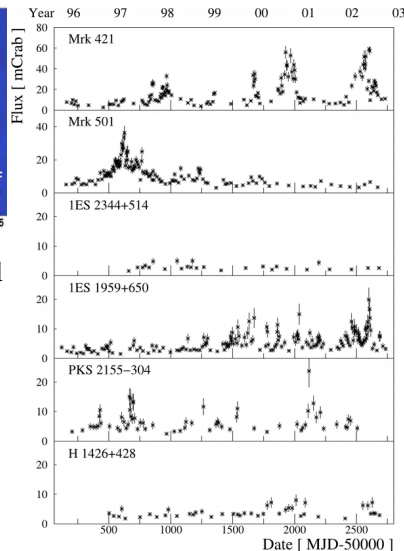 Year 96 97 98 99 00 01 02 03
Flux [ mCrab ]
80
60
40
20
0
Mrk 421
40
20
0
Mrk 501
20
10
0
1ES 2344+514
20
10
0
1ES 1959+650
20
10
0
PKS 2155−304
20
10
0
H 1426+428
500 1000 1500 2000 2500
Date [ MJD-50000 ]